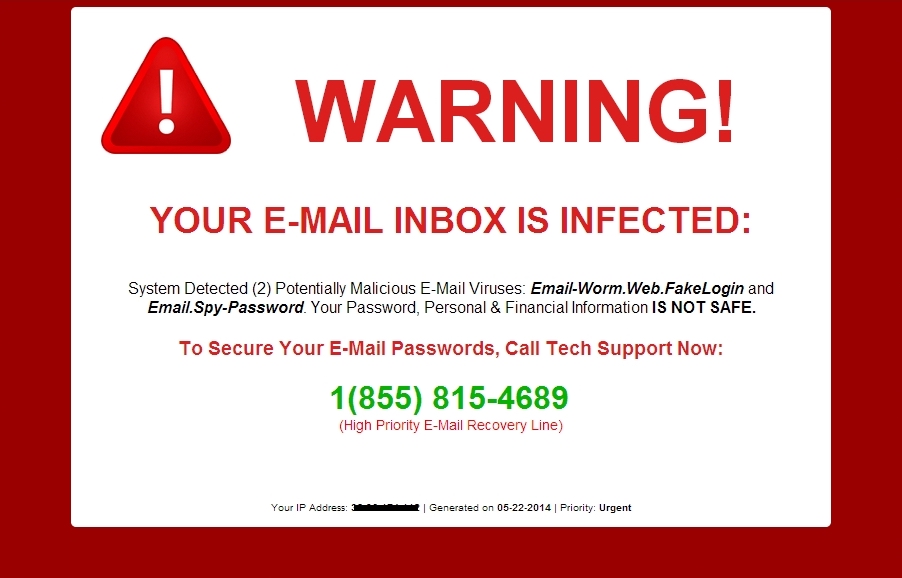 WARNING!
YOUR E-MAIL INBOX IS INFECTED:
System Detected (2) Potentially Malicious E-Mail Viruses: Email-Worm.Web.FakeLogin and
Email.Spy-Password. Your Password, Personal & Financial Information IS NOT SAFE.
To Secure Your E-Mail Passwords, Call Tech Support Now:
1(855) 815-4689
(High Priority E-Mail Recovery Line)
Your IP Address: | Generated on 05-22-2014 | Priority: Urgent